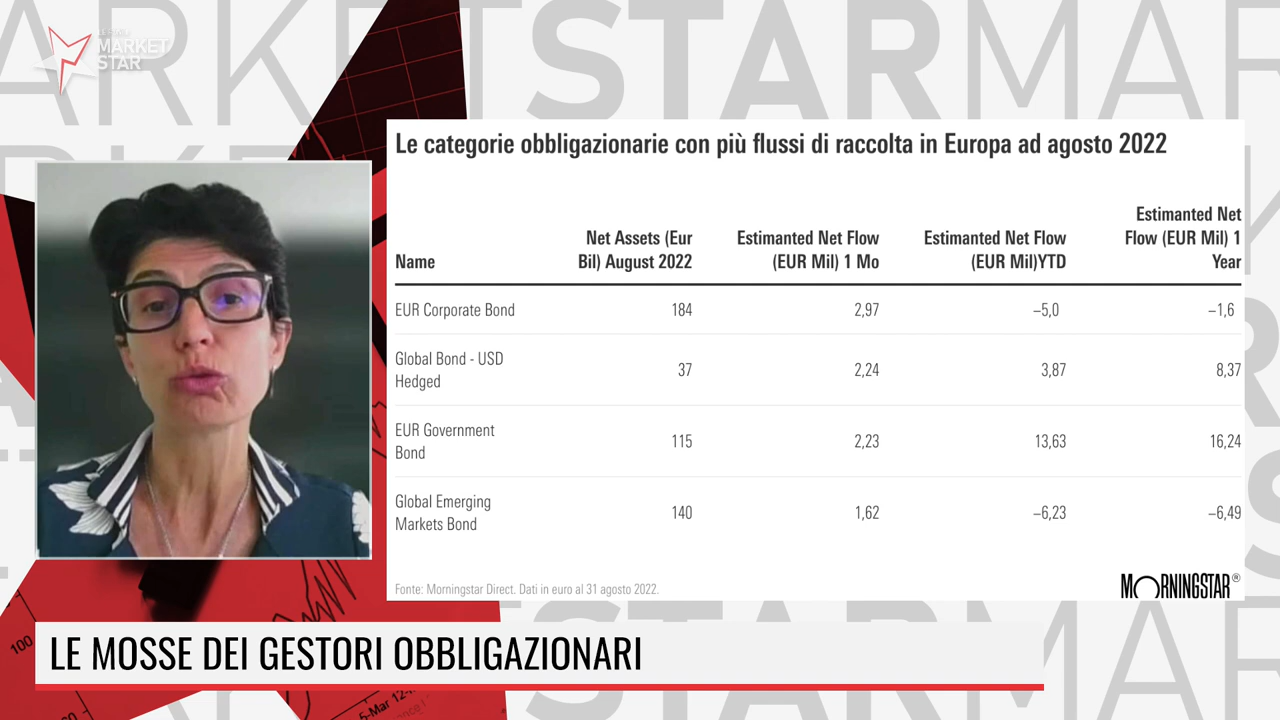 MARKET
STAR
ARKETSTARMAR
Le categorie obbligazionarie con più flussi di raccolta in Europa ad agosto 2022
Name
Net Assets (Eur
Bil) August 2022
Estimanted Net Flow
(EUR Mil) 1 Mo
Estimanted Net Flow
(EUR Mil)YTD
Estimanted Net
Flow (EUR Mil) 1
Year
EUR Corporate Bond 184 2,97 –5,0 –1,6
Global Bond - USD
Hedged 37 2,24 3,87 8,37
EUR Government
Bond 115 2,23 13,63 16,24
Global Emerging
Markets Bond 140 1,62 –6,23 –6,49
Fonte: Morningstar Direct. Dati in euro al 31 agosto 2022.
MORNINGSTAR®
LE MOSSE DEI GESTORI OBBLIGAZIONARI
100
5-Mar 12-